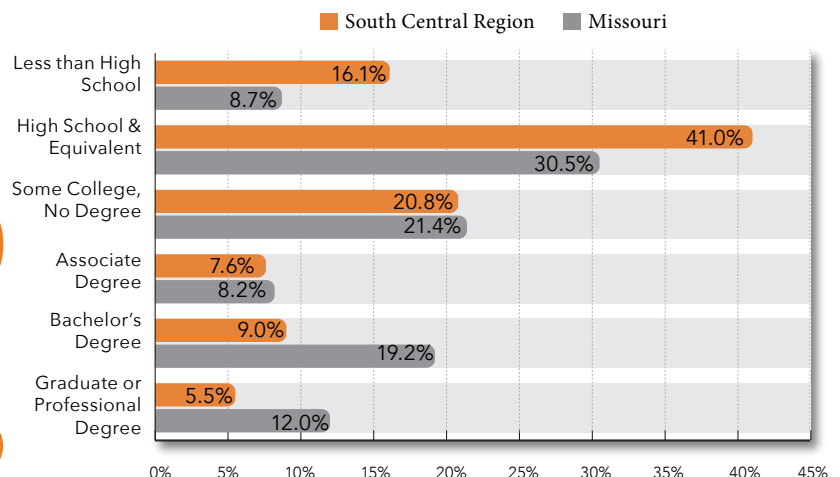 South Central Region Missouri
Less than High
School
16.1%
8.7%
High School &
Equivalent
41.0%
30.5%
Some College,
No Degree
20.8%
21.4%
Associate
Degree
7.6%
8.2%
Bachelor's
Degree
9.0%
19.2%
Graduate or
Professional
Degree
5.5%
12.0%
0% 5% 10% 15% 20% 25% 30% 35% 40% 45%